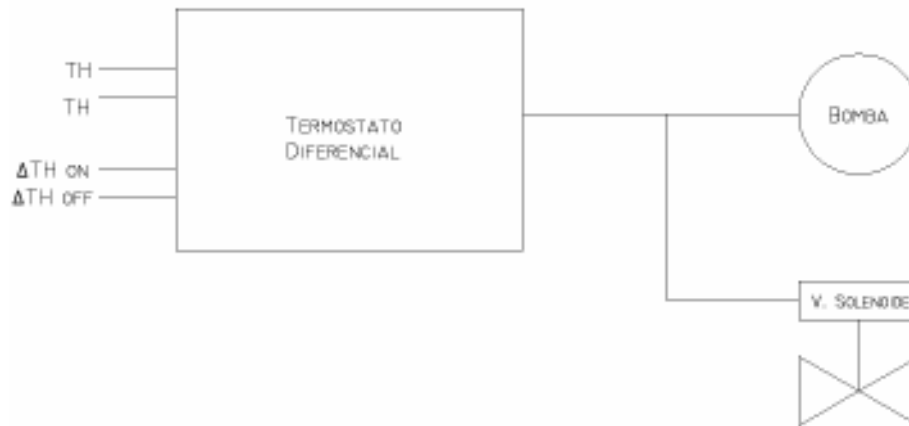 TH
TH
ΔTH ON
ΔTH OFF
TERMOSTATO
DIFERENCIAL
BOMBA
V. SOLENOIDE